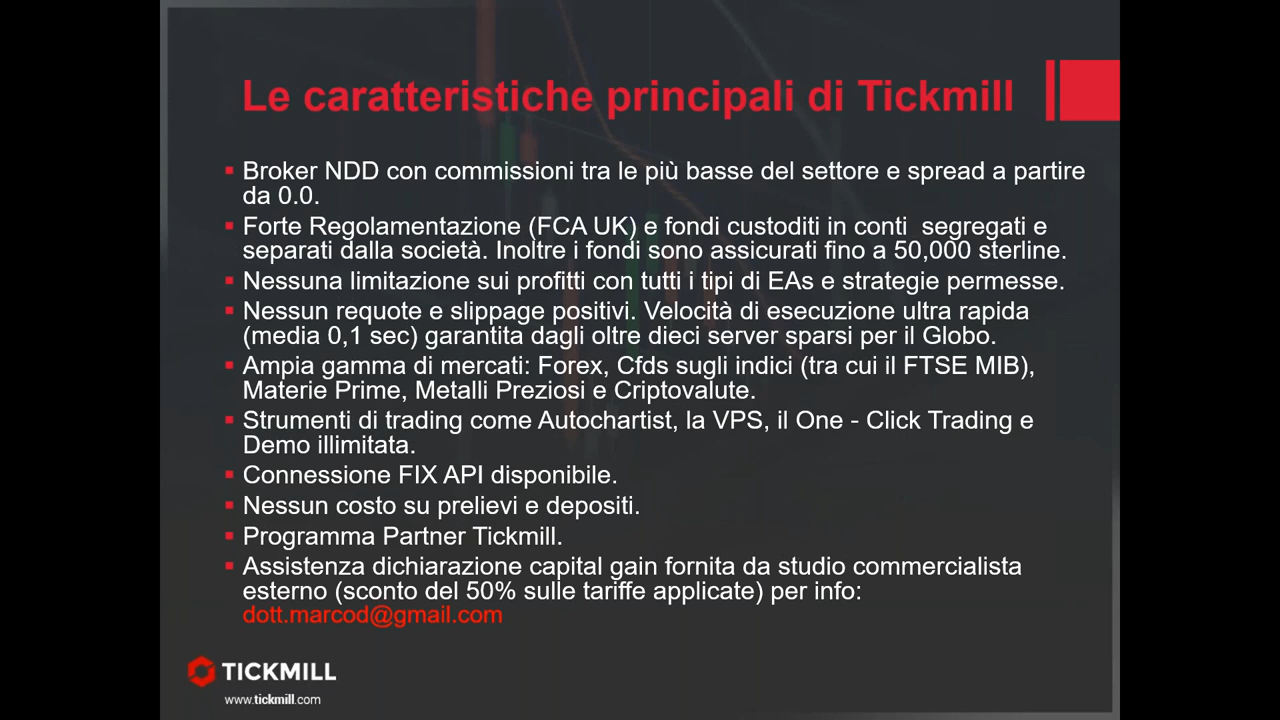 Le caratteristiche principali di Tickmill
Broker NDD con commissioni tra le più basse del settore e spread a partire
da 0.0.
Forte Regolamentazione (FCA UK) e fondi custoditi in conti  segregati e
separati dalla società. Inoltre i fondi sono assicurati fino a 50,000 sterline.
Nessuna limitazione sui profitti con tutti i tipi di EAs e strategie permesse.
Nessun requote e slippage positivi. Velocità di esecuzione ultra rapida
(media 0,1 sec) garantita dagli oltre dieci server sparsi per il Globo.
Ampia gamma di mercati: Forex, Cfds sugli indici (tra cui il FTSE MIB),
Materie Prime, Metalli Preziosi e Criptovalute.
Strumenti di trading come Autochartist, la VPS, il One - Click Trading e
Demo illimitata.
Connessione FIX API disponibile.
Nessun costo su prelievi e depositi.
Programma Partner Tickmill.
Assistenza dichiarazione capital gain fornita da studio commercialista
esterno (sconto del 50% sulle tariffe applicate) per info:
dott.marcod@gmail.com
TICKMILL
www.tickmill.com